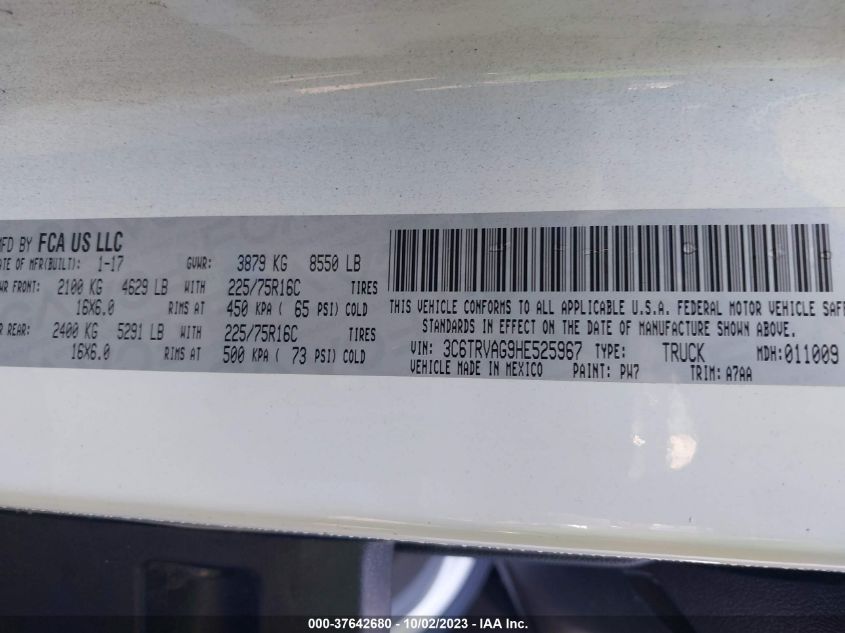 MFD BY FCA US LLC
DATE OF MFR(BUILT): 1-17 GVWR: 3879 KG 8550 LB
FRONT: 2100 KG 4629 LB WITH 225/75R16C TIRES
16X6.0 RIMS AT 450 KPA ( 65 PSI) COLD
REAR: 2400 KG 5291 LB WITH 225/75R16C TIRES
16X6.0 RIMS AT 500 KPA ( 73 PSI) COLD
THIS VEHICLE CONFORMS TO ALL APPLICABLE U.S.A. FEDERAL MOTOR VEHICLE SAFE
STANDARDS IN EFFECT ON THE DATE OF MANUFACTURE SHOWN ABOVE.
VIN: 3C6TRVAG9HE525967 TYPE: TRUCK MDH:011009
VEHICLE MADE IN MEXICO PAINT: PW7 TRIM: A7AA
000-37642680 - 10/02/2023 - IAA Inc.